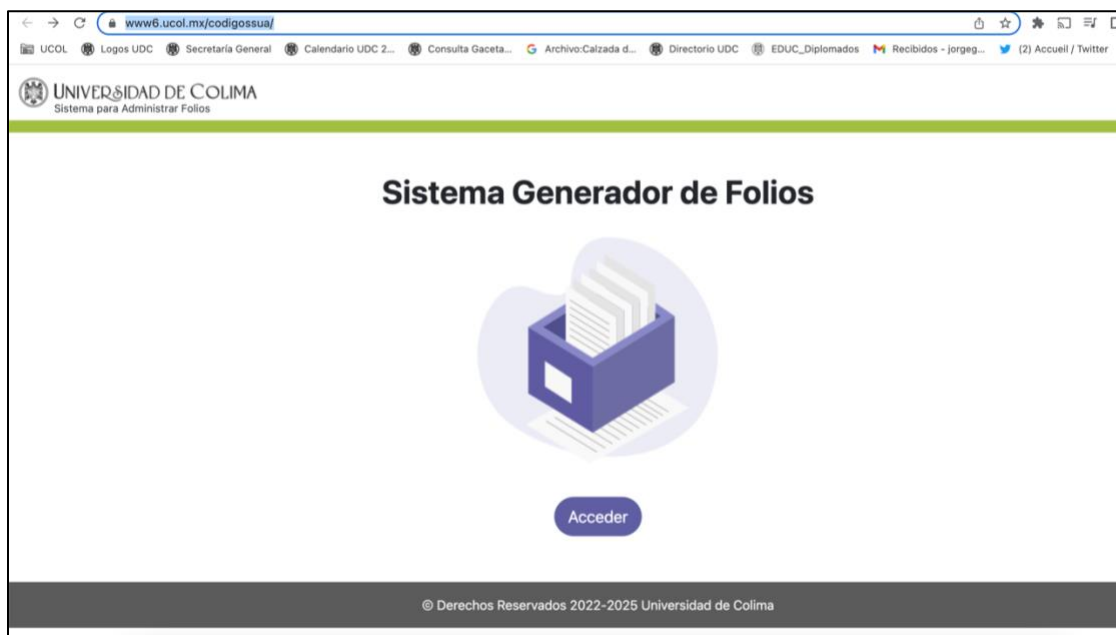 www6.ucol.mx/codigossua/
UCOL Logos UDC Secretaría General Calendario UDC 2... Consulta Gaceta... Archivo:Calzada d... Directorio UDC EDUC_Diplomados Recibidos - jorgeg... (2) Accueil / Twitter
UNIVERSIDAD DE COLIMA
Sistema para Administrar Folios
Sistema Generador de Folios
Acceder
© Derechos Reservados 2022-2025 Universidad de Colima